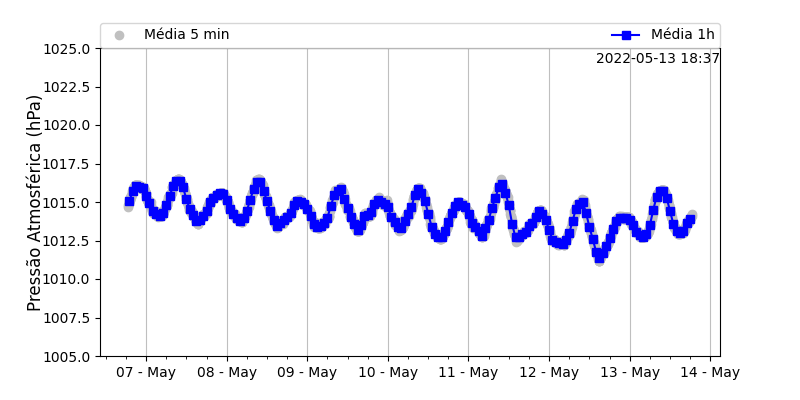 Média 5 min
Média 1h
2022-05-13 18:37
Pressão Atmosférica (hPa)
1025.0
1022.5
1020.0
1017.5
1015.0
1012.5
1010.0
1007.5
1005.0
07 - May 08 - May 09 - May 10 - May 11 - May 12 - May 13 - May 14 - May